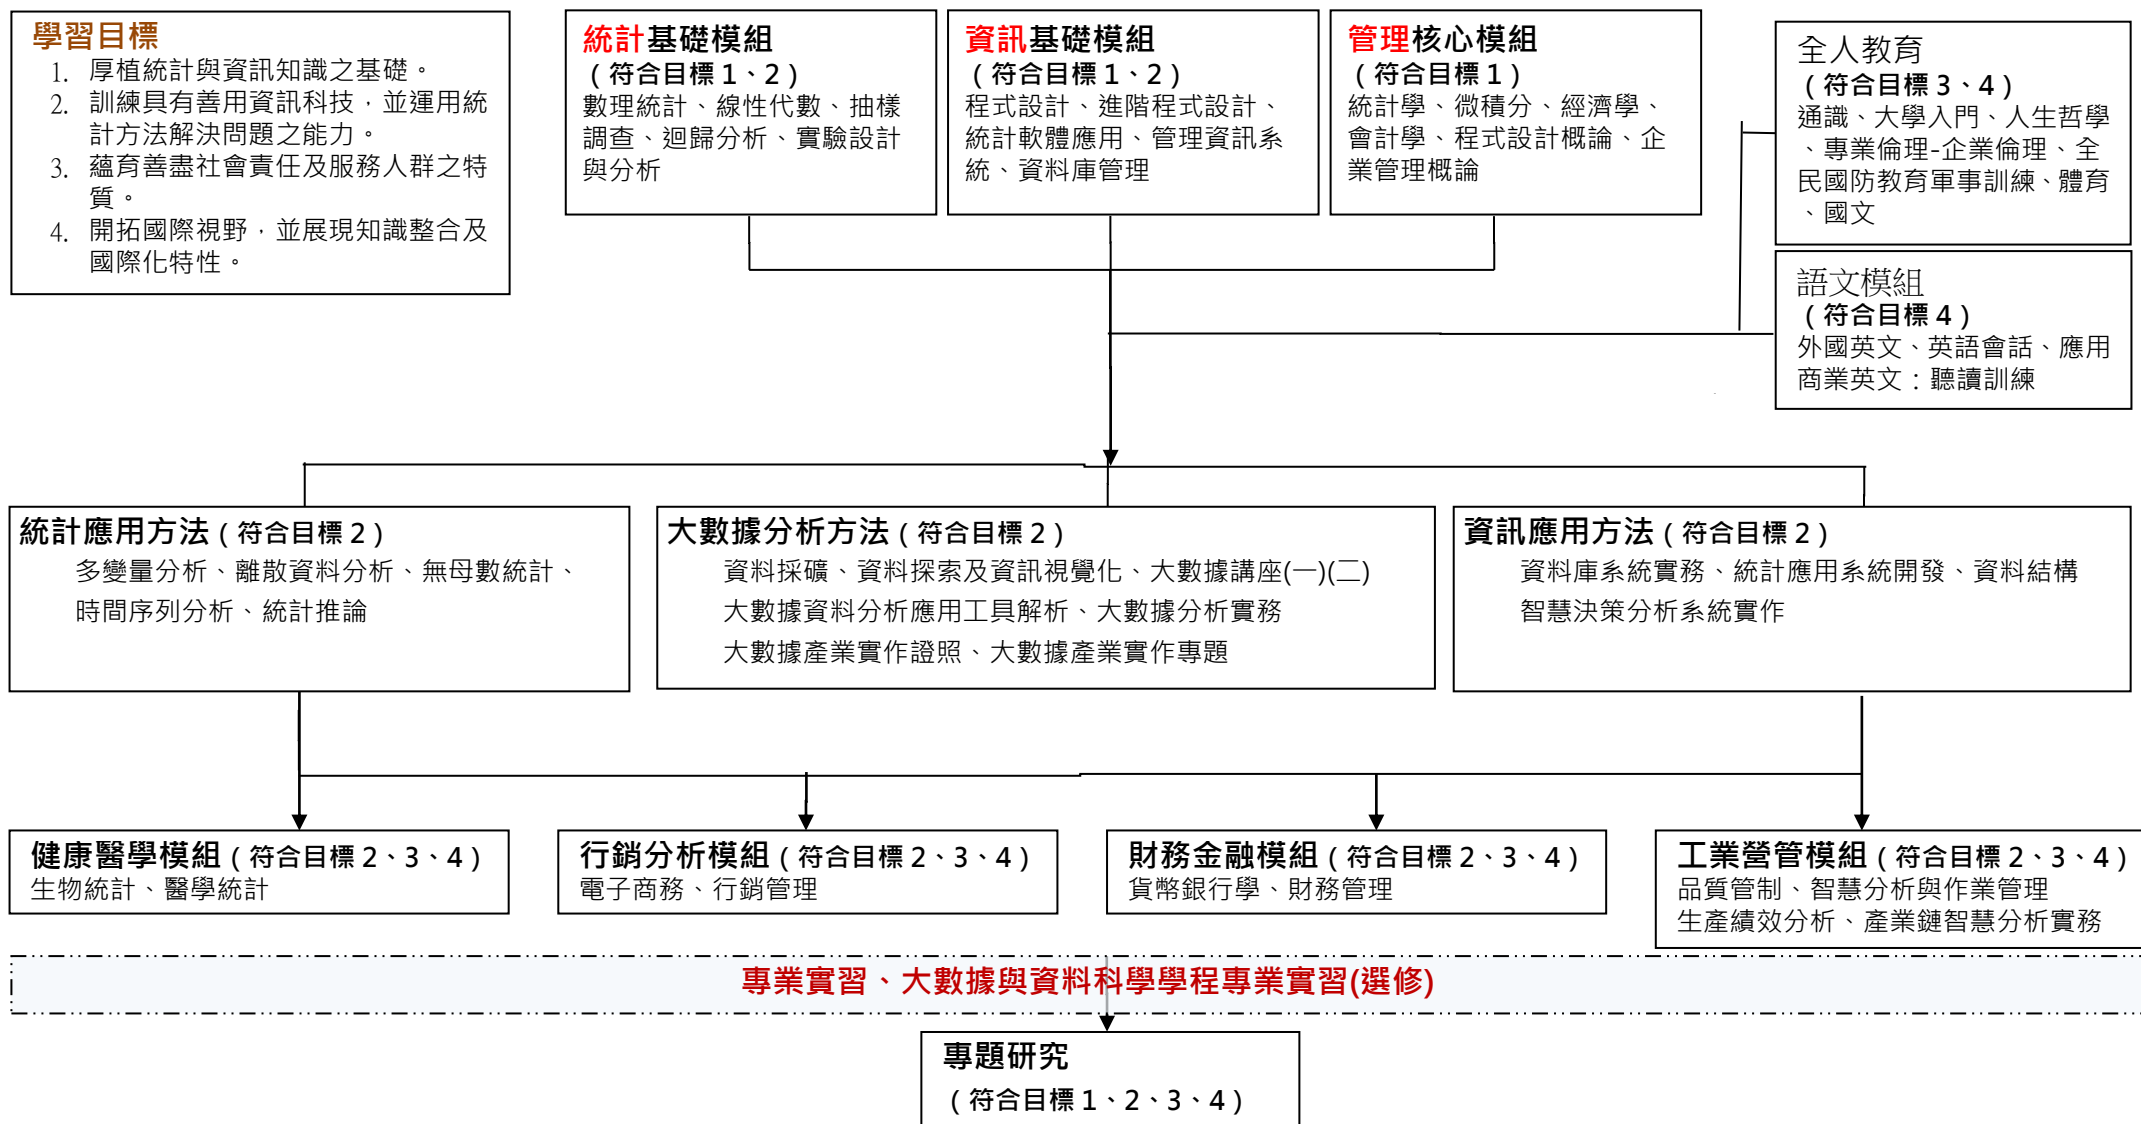 學習目標
1. 厚植統計與資訊知識之基礎。
2. 訓練具有善用資訊科技，並運用統
計方法解決問題之能力。
3. 蘊育善盡社會責任及服務人群之特
質。
4. 開拓國際視野，並展現知識整合及
國際化特性。
統計基礎模組
（符合目標 1、2）
數理統計、線性代數、抽樣
調查、迴歸分析、實驗設計
與分析
資訊基礎模組
（符合目標 1、2）
程式設計、進階程式設計、
統計軟體應用、管理資訊系
統、資料庫管理
管理核心模組
（符合目標 1）
統計學、微積分、經濟學、
會計學、程式設計概論、企
業管理概論
全人教育
（符合目標 3、4）
通識、大學入門、人生哲學
、專業倫理-企業倫理、全
民國防教育軍事訓練、體育
、國文
語文模組
（符合目標 4）
外國英文、英語會話、應用
商業英文：聽讀訓練
統計應用方法（符合目標 2）
多變量分析、離散資料分析、無母數統計、
時間序列分析、統計推論
大數據分析方法（符合目標 2）
資料採礦、資料探索及資訊視覺化、大數據講座(一)(二)
大數據資料分析應用工具解析、大數據分析實務
大數據產業實作證照、大數據產業實作專題
資訊應用方法（符合目標 2）
資料庫系統實務、統計應用系統開發、資料結構
智慧決策分析系統實作
健康醫學模組（符合目標 2、3、4）
生物統計、醫學統計
行銷分析模組（符合目標 2、3、4）
電子商務、行銷管理
財務金融模組（符合目標 2、3、4）
貨幣銀行學、財務管理
工業營管模組（符合目標 2、3、4）
品質管制、智慧分析與作業管理
生產績效分析、產業鏈智慧分析實務
專業實習、大數據與資料科學學程專業實習(選修)
專題研究
（符合目標 1、2、3、4）